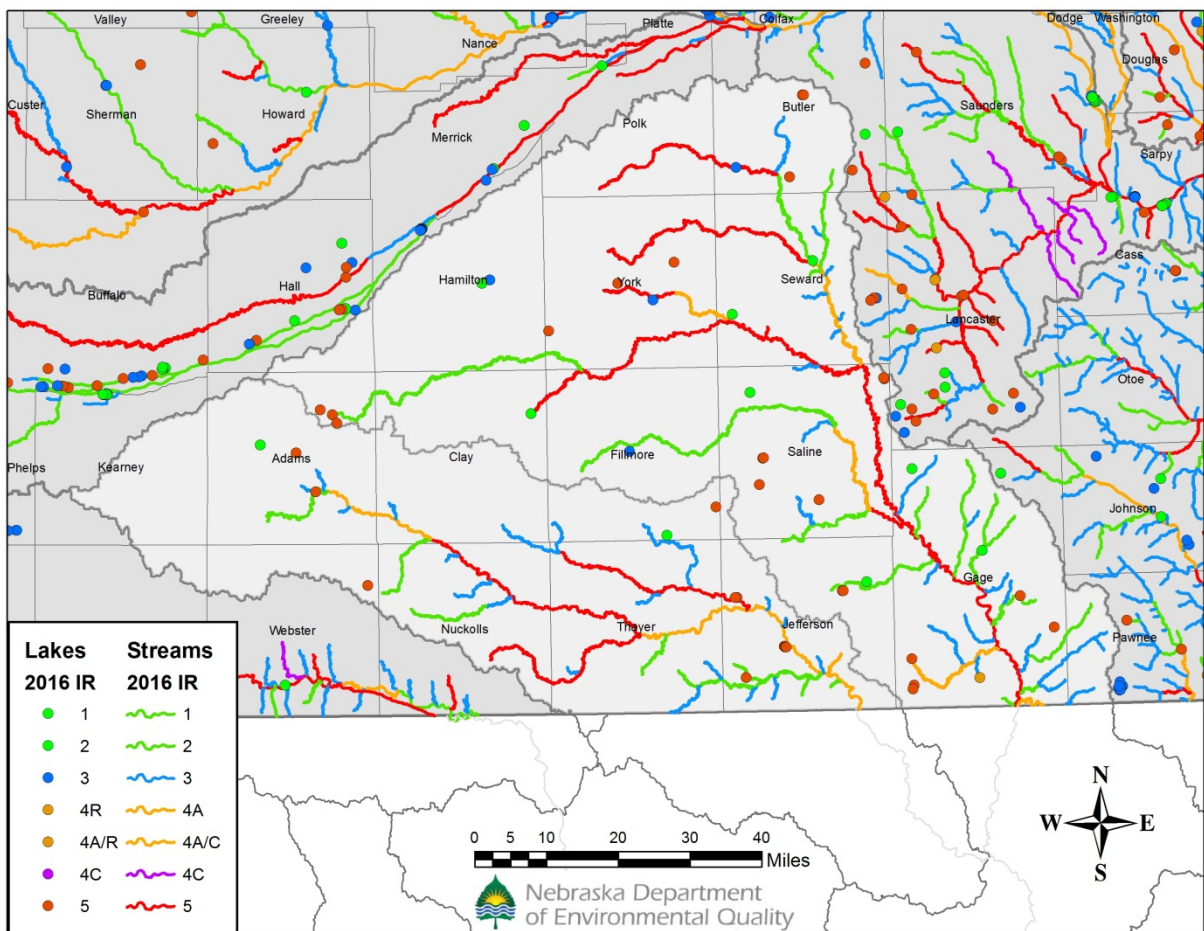 Valley
Greeley
Platte
Colfax
Dodge
Washington
Nance
Douglas
Custer
Sherman
Howard
Butler
Saunders
Merrick
Polk
Sarpy
Cass
Buffalo
Hall
Hamilton
York
Seward
Lancaster
Otoe
Phelps
Kearney
Adams
Clay
Fillmore
Saline
Johnson
Gage
Webster
Nuckolls
Thayer
Jefferson
Pawnee
Lakes Streams
2016 IR 2016 IR
1 1
2 2
3 3
4R 4A
4A/R 4A/C
4C 4C
5 5
N
W E
S
0 5 10 20 30 40
Miles
Nebraska Department
of Environmental Quality